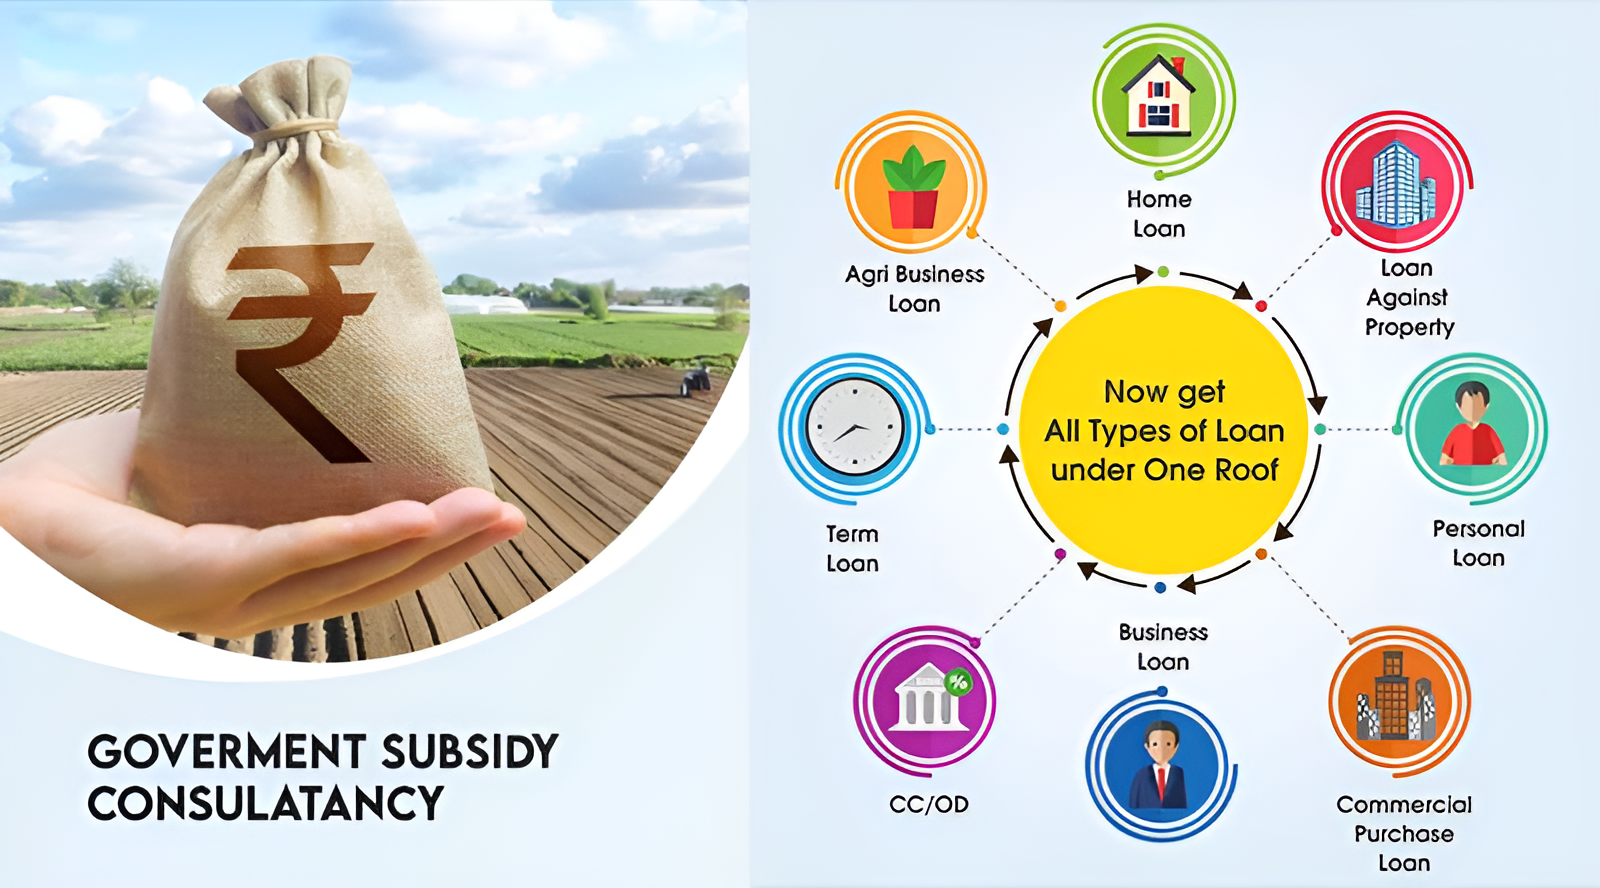 ₹
GOVERMENT SUBSIDY
CONSULATANCY
Home
Loan
Agri Business
Loan
Loan
Against
Property
Now get
All Types of Loan
under One Roof
Term
Loan
Personal
Loan
Business
Loan
%
CC/OD
Commercial
Purchase
Loan